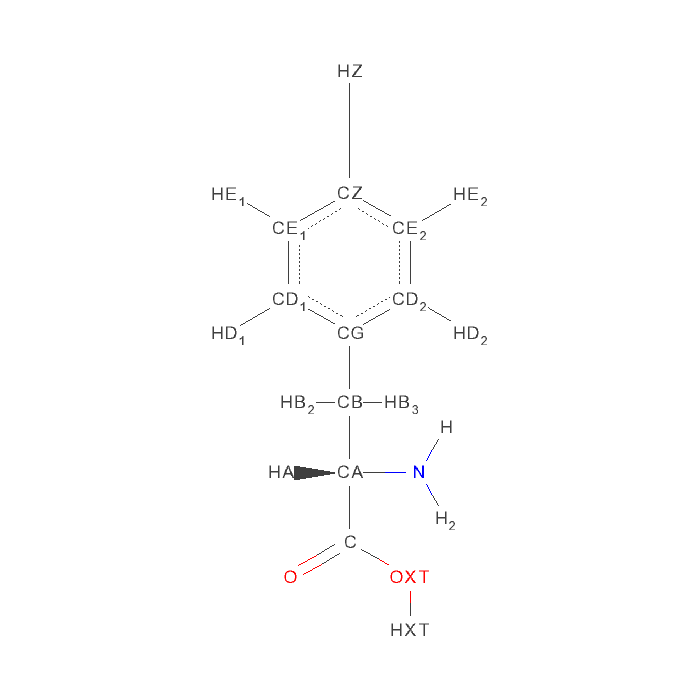 HZ
HE1 CZ HE2
CE1 CE2
CD1 CD2
HD1 CG HD2
HB2 CB HB3
H
HA CA N
H2
C
O OXT
HXT